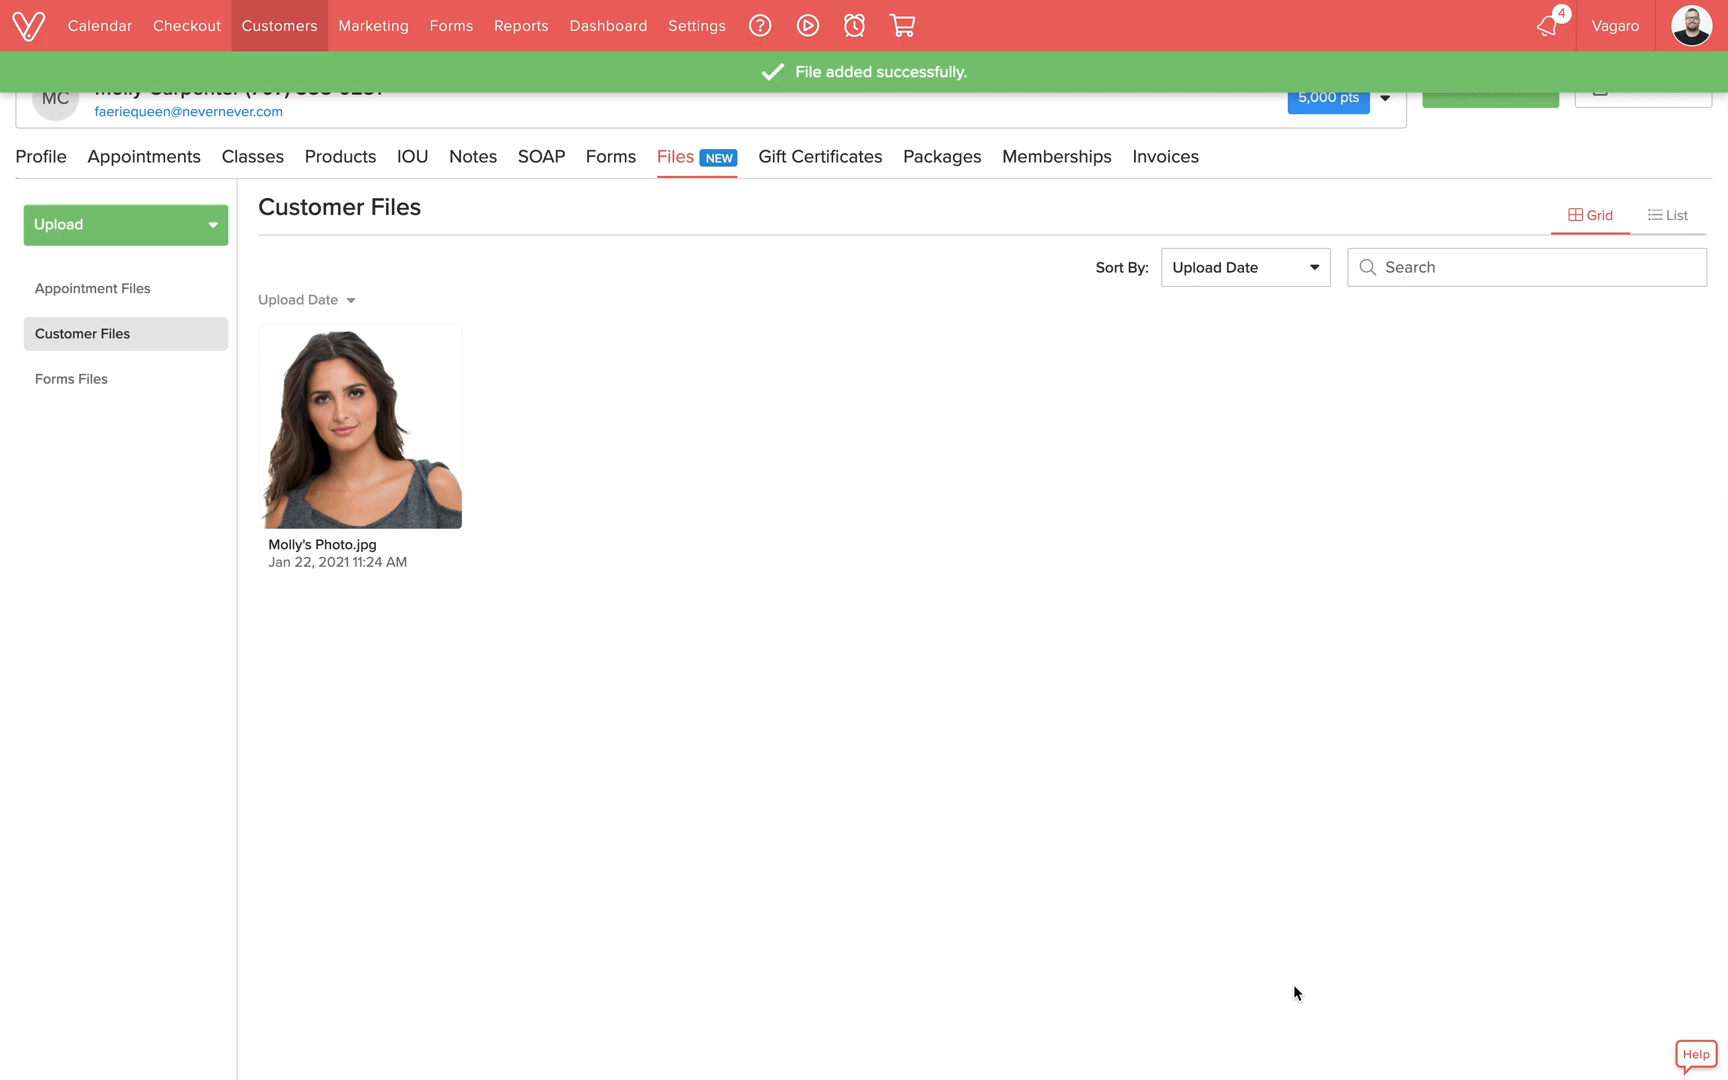 Calendar Checkout Customers Marketing Forms Reports Dashboard Settings 4 Vagaro
File added successfully.
MC
5,000 pts
faeriequeen@nevernever.com
Profile Appointments Classes Products IOU Notes SOAP Forms Files NEW Gift Certificates Packages Memberships Invoices
Upload
Customer Files
Grid List
Sort By: Upload Date Search
Appointment Files
Upload Date
Customer Files
Forms Files
Molly's Photo.jpg
Jan 22, 2021 11:24 AM
Help